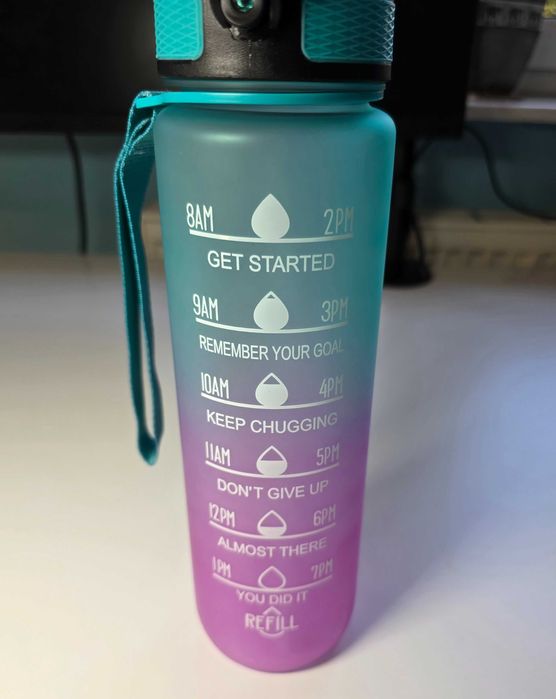 8AM 2PM
GET STARTED
9AM 3PM
REMEMBER YOUR GOAL
10AM 4PM
KEEP CHUGGING
11AM 5PM
DON'T GIVE UP
12PM 6PM
ALMOST THERE
1PM 7PM
YOU DID IT
REFILL